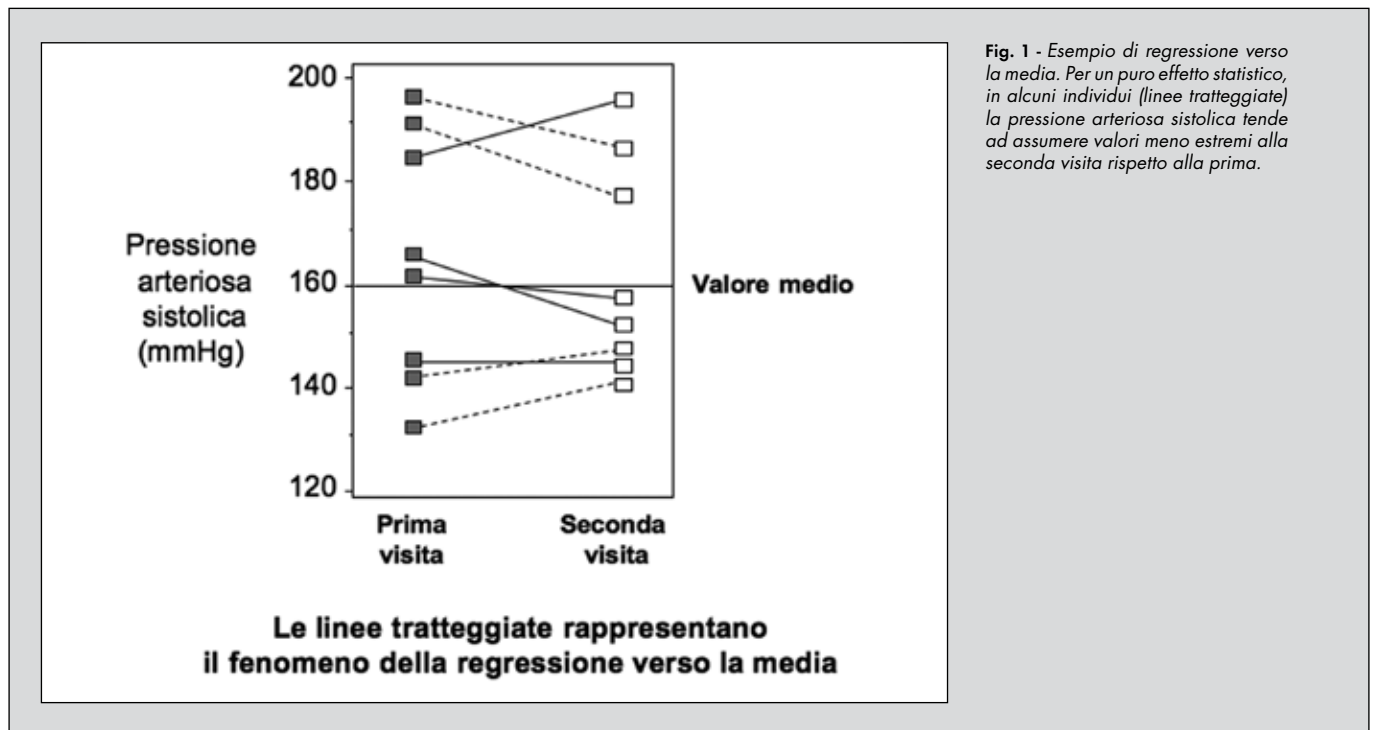 200
180
160
140
120
Pressione
arteriosa
sistolica
(mmHg)
Valore medio
Prima
visita
Seconda
visita
Le linee tratteggiate rappresentano
il fenomeno della regressione verso la media
Fig. 1 - Esempio di regressione verso
la media. Per un puro effetto statistico,
in alcuni individui (linee tratteggiate)
la pressione arteriosa sistolica tende
ad assumere valori meno estremi alla
seconda visita rispetto alla prima.